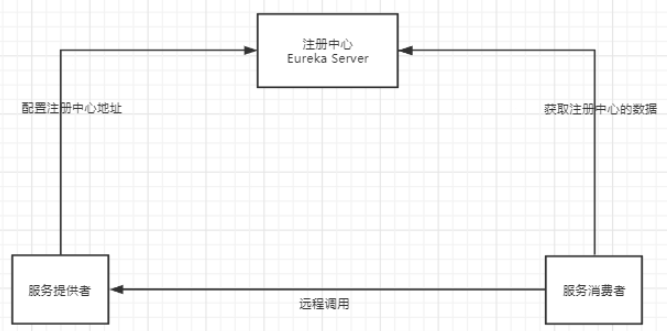 注册中心
Eureka Server
配置注册中心地址
获取注册中心的数据
服务提供者
服务消费者
远程调用